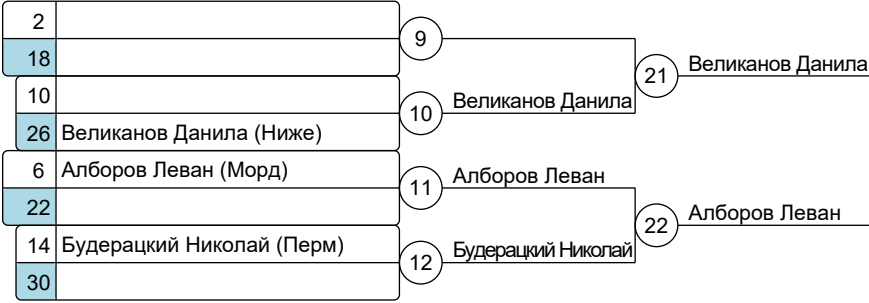 2
18
9
10
26 Великанов Данила (Ниже)
10 Великанов Данила
21 Великанов Данила
6 Алборов Леван (Морд)
22
11 Алборов Леван
14 Будерацкий Николай (Перм)
30
12 Будерацкий Николай
22 Алборов Леван